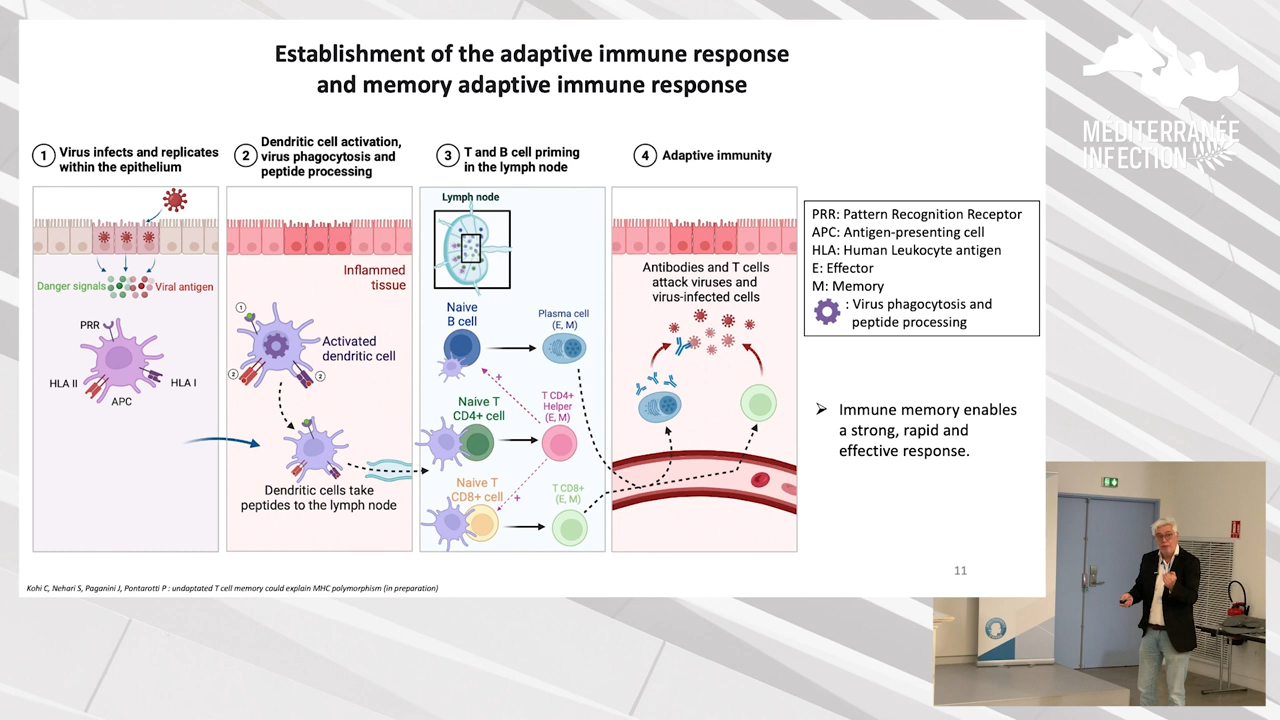 Establishment of the adaptive immune response
and memory adaptive immune response
MÉDITERRANÉE
INFECTION
1
Virus infects and replicates
within the epithelium
2
Dendritic cell activation,
virus phagocytosis and
peptide processing
3
T and B cell priming
in the lymph node
4
Adaptive immunity
Danger signals
Viral antigen
PRR
HLA II
HLA I
APC
Inflammed
tissue
1
Activated
dendritic cell
2
2
Dendritic cells take
peptides to the lymph node
Lymph node
Naive
B cell
Plasma cell
(E, M)
+
Naive T
CD4+ cell
T CD4+
Helper
(E, M)
Naive T
CD8+ cell
+
T CD8+
(E, M)
Antibodies and T cells
attack viruses and
virus-infected cells
PRR: Pattern Recognition Receptor
APC: Antigen-presenting cell
HLA: Human Leukocyte antigen
E: Effector
M: Memory
: Virus phagocytosis and
peptide processing
➢ Immune memory enables
a strong, rapid and
effective response.
11
Kohi C, Nehari S, Paganini J, Pontarotti P : undaptated T cell memory could explain MHC polymorphism (in preparation)